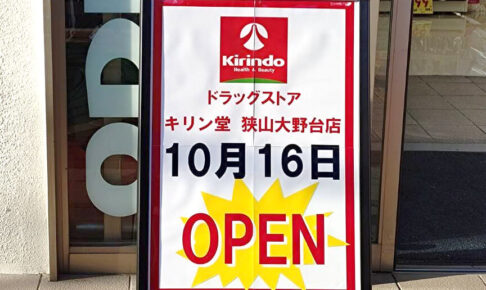 Kirindo
Health & Beauty
ドラッグストア
キリン堂 狭山大野台店
10月16日
OPEN